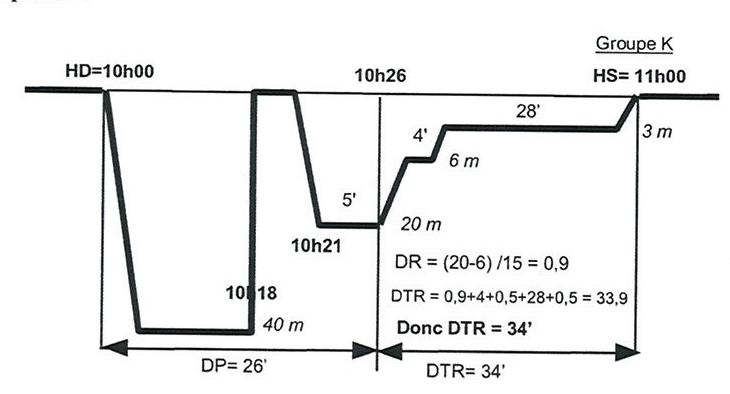 Groupe K
HD=10h00
10h26
HS= 11h00
28'
4'
3 m
6 m
5'
20 m
10h21
DR = (20-6) /15 = 0,9
10h18
DTR = 0,9+4+0,5+28+0,5 = 33,9
40 m
Donc DTR = 34'
DP= 26'
DTR= 34'